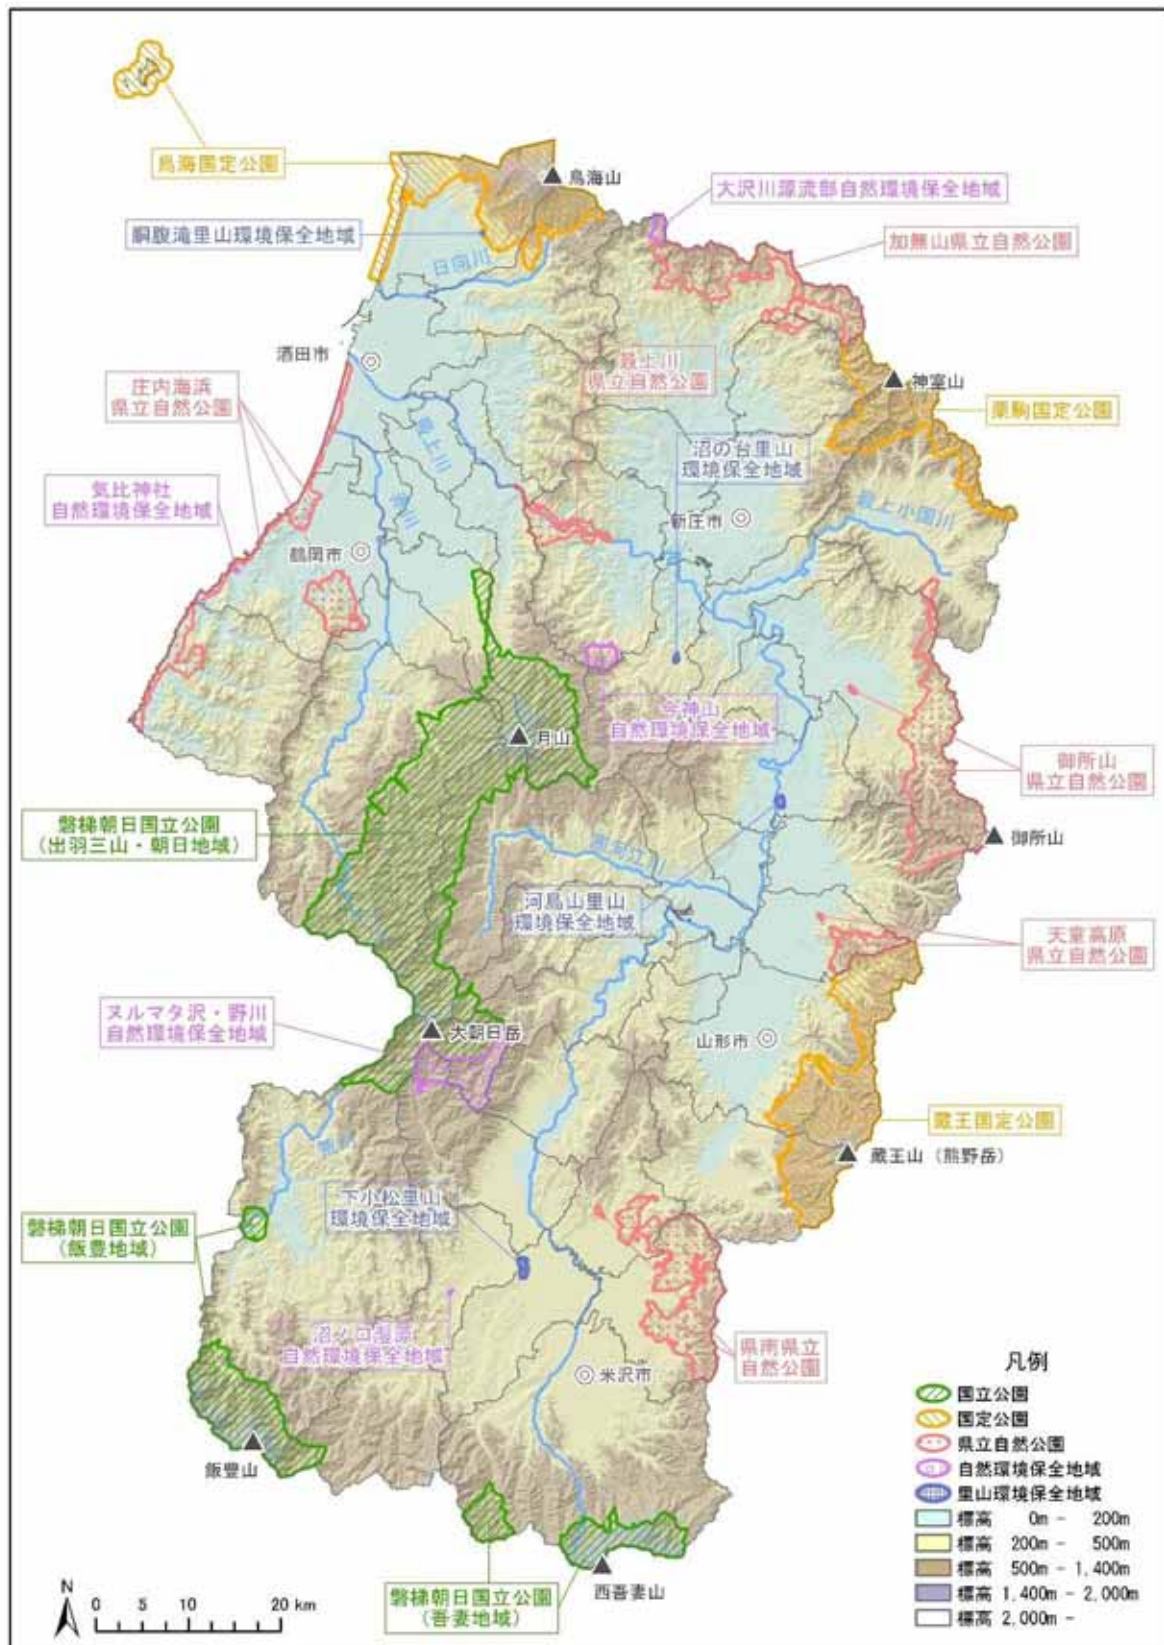 鳥海国定公園
鳥海山
大沢川源流部自然環境保全地域
胴腹滝里山環境保全地域
加無山県立自然公園
日向川
酒田市
最上川
県立自然公園
神室山
庄内海浜
県立自然公園
栗駒国定公園
最上川
沼の台里山
環境保全地域
気比神社
自然環境保全地域
新庄市
最上小国川
鶴岡市
今神山
自然環境保全地域
月山
御所山
県立自然公園
磐梯朝日国立公園
(出羽三山・朝日地域)
御所山
寒河江川
河島山里山
環境保全地域
天童高原
県立自然公園
ヌルマタ沢・野川
自然環境保全地域
大朝日岳
山形市
蔵王国定公園
蔵王山(熊野岳)
荒川
下小松里山
環境保全地域
磐梯朝日国立公園
(飯豊地域)
自然環境保全地域
県南県立
自然公園
米沢市
飯豊山
西吾妻山
磐梯朝日国立公園
(吾妻地域)
凡例
国立公園
国定公園
県立自然公園
自然環境保全地域
里山環境保全地域
標高 0m - 200m
標高 200m - 500m
標高 500m - 1,400m
標高 1,400m - 2,000m
標高 2,000m -
N
0 5 10 20 km